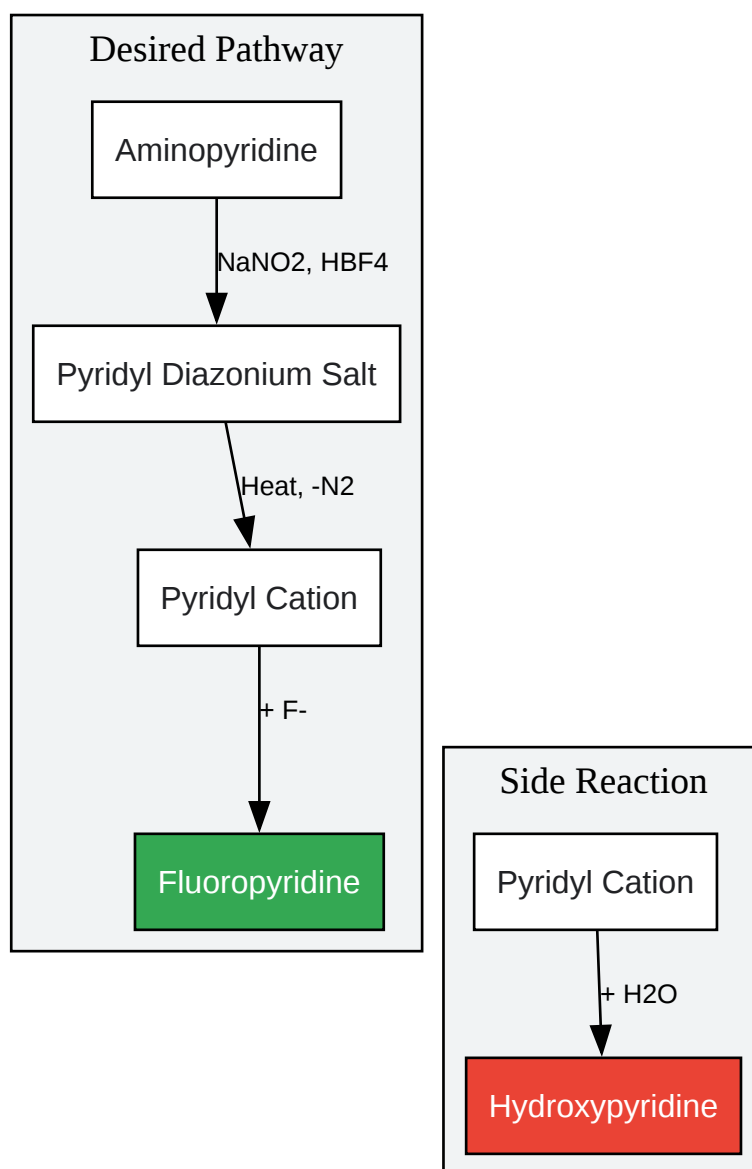 Desired Pathway
Aminopyridine
NaNO2, HBF4
Pyridyl Diazonium Salt
Heat, -N2
Pyridyl Cation
+ F-
Fluoropyridine
Side Reaction
Pyridyl Cation
+ H2O
Hydroxypyridine